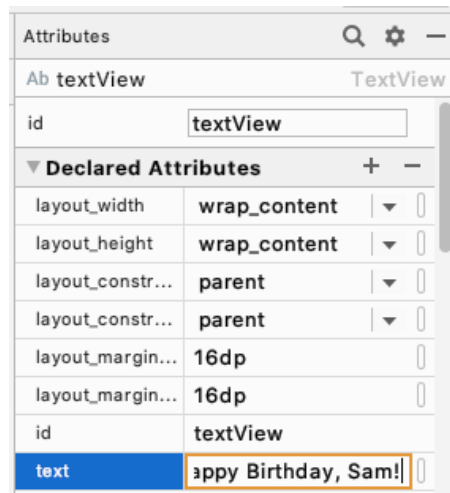 Attributes
Ab textView TextView
id textView
Declared Attributes
layout_width wrap_content
layout_height wrap_content
layout_constr... parent
layout_constr... parent
layout_margin... 16dp
layout_margin... 16dp
id textView
text appy Birthday, Sam!